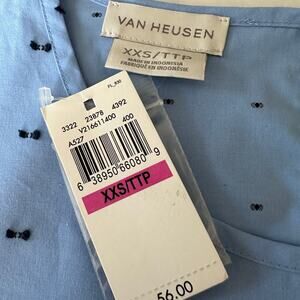 VAN HEUSEN
XXS/TTP
MADE IN INDONESIA
FABRIQUÉ EN INDONÉSIE
FL_930
3322 23878 4392
V216611400 400
A527
6 38950 66080 9
XXS/TTP
56.00